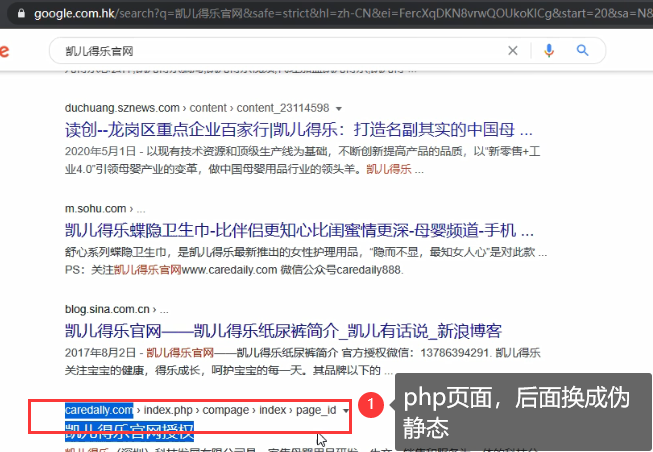 google.com.hk/search?q=凯儿得乐官网&safe=strict&hl=zh-CN&ei=FercXqDKN8vrwQOUkoKICg&start=20&sa=N&
e
凯儿得乐官网
duchuang.sznews.com › content › content_23114598
读创--龙岗区重点企业百家行|凯儿得乐：打造名副其实的中国母 ...
2020年5月1日 - 以现有技术资源和顶级生产线为基础，不断创新提高产品的品质，以“新零售+工
业4.0”引领母婴产业的变革，做中国母婴用品行业的领头羊。凯儿得乐 ...
m.sohu.com › ...
凯儿得乐蝶隐卫生巾-比伴侣更知心比闺蜜情更深-母婴频道-手机 ...
舒心系列蝶隐卫生巾，是凯儿得乐最新推出的女性护理用品，“隐而不显，最知女人心”是对此款 ...
PS：关注凯儿得乐官网www.caredaily.com 微信公众号caredaily888.
blog.sina.com.cn › ...
凯儿得乐官网——凯儿得乐纸尿裤简介_凯儿有话说_新浪博客
2017年8月2日 - 凯儿得乐官网——凯儿得乐纸尿裤简介 官方授权微信：13786394291. 凯儿得乐
关注宝宝的健康，得乐成长，呵护宝宝的每一天。其品牌以下的 ...
caredaily.com › index.php › compage › index › page_id
凯儿得乐官网授权
1
php页面，后面换成伪
静态